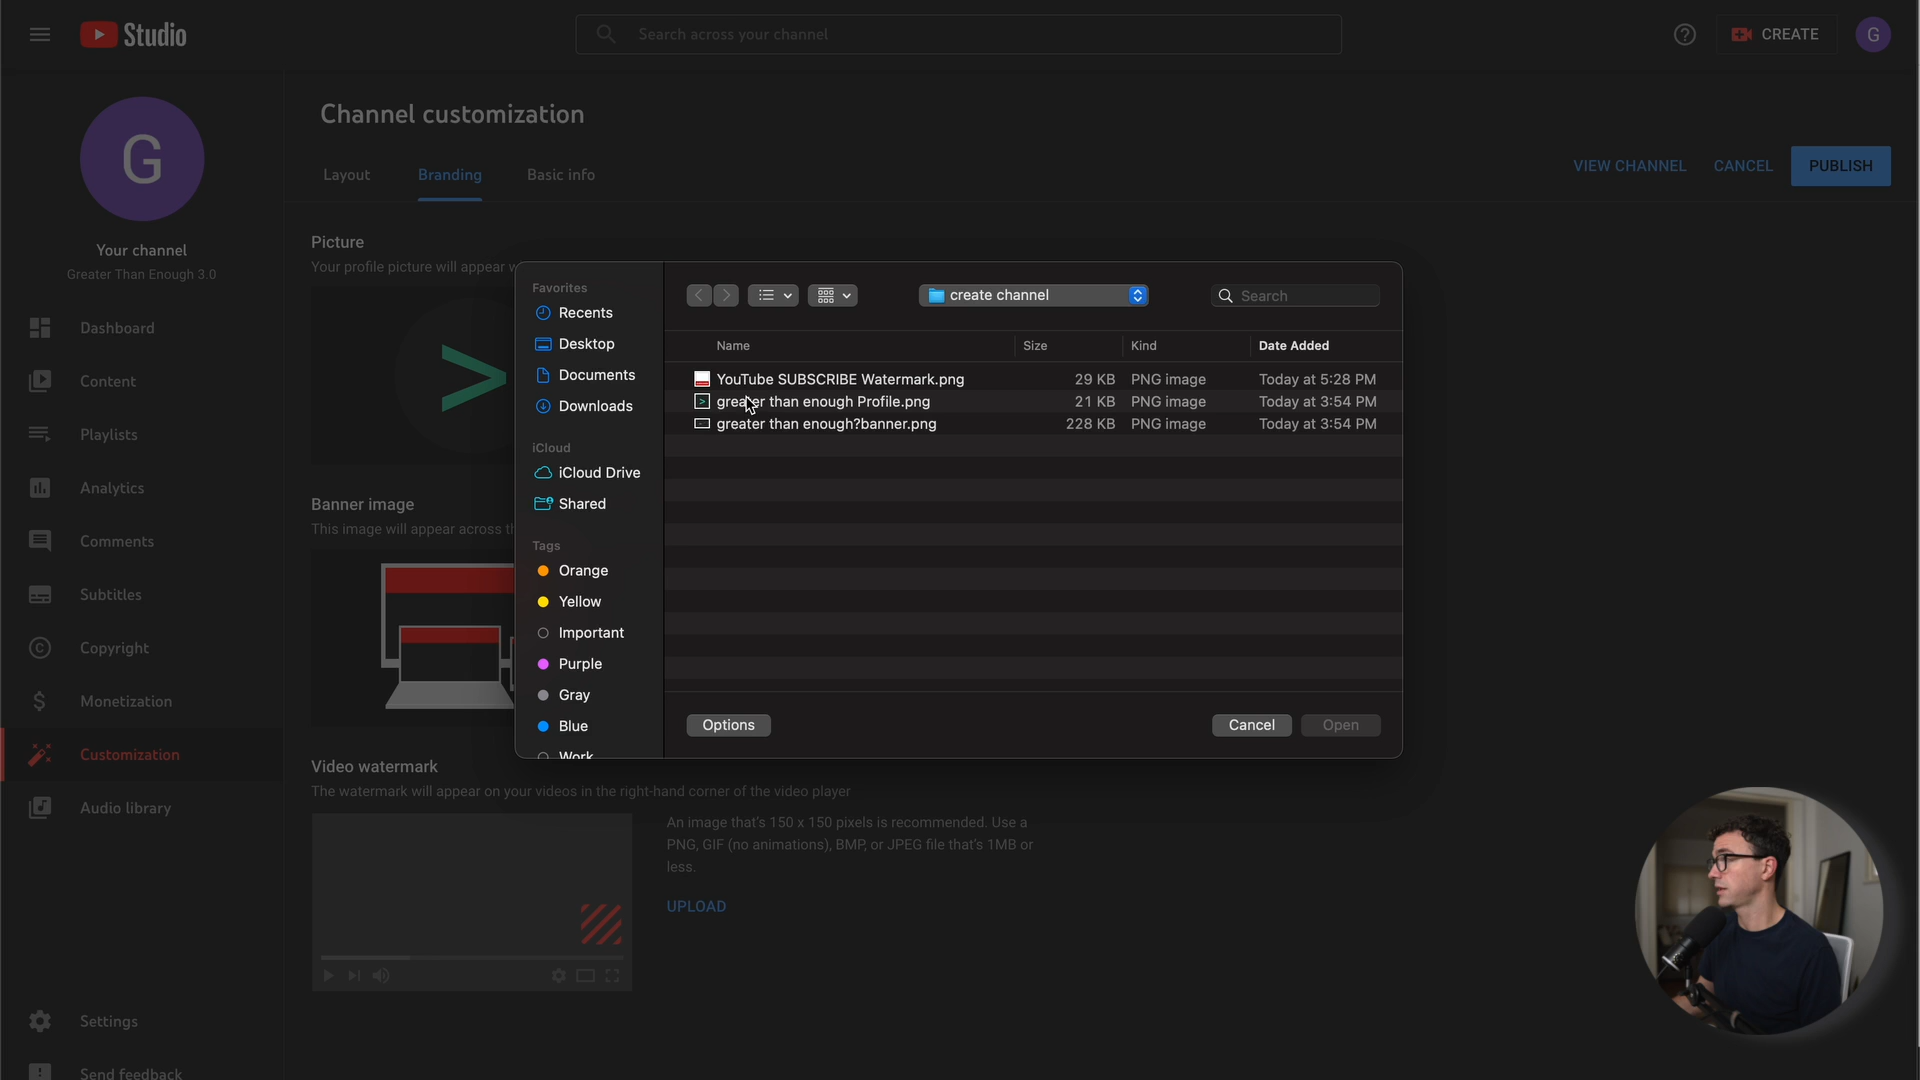 Studio
Search across your channel
CREATE
G
G
Your channel
Greater Than Enough 3.0
Dashboard
Content
Playlists
Analytics
Comments
Subtitles
Copyright
Monetization
Customization
Audio library
Settings
Send feedback
Channel customization
Layout
Branding
Basic info
VIEW CHANNEL
CANCEL
PUBLISH
Picture
Your profile picture will appear
>
Banner image
This image will appear across
Video watermark
The watermark will appear on your videos in the right-hand corner of the video player
An image that's 150 x 150 pixels is recommended. Use a
PNG, GIF (no animations), BMP, or JPEG file that's 1MB or
less.
UPLOAD
Favorites
Recents
Desktop
Documents
Downloads
iCloud
iCloud Drive
Shared
Tags
Orange
Yellow
Important
Purple
Gray
Blue
Work
create channel
Search
Name Size Kind Date Added
YouTube SUBSCRIBE Watermark.png 29 KB PNG image Today at 5:28 PM
greater than enough Profile.png 21 KB PNG image Today at 3:54 PM
greater than enough?banner.png 228 KB PNG image Today at 3:54 PM
Options
Cancel
Open